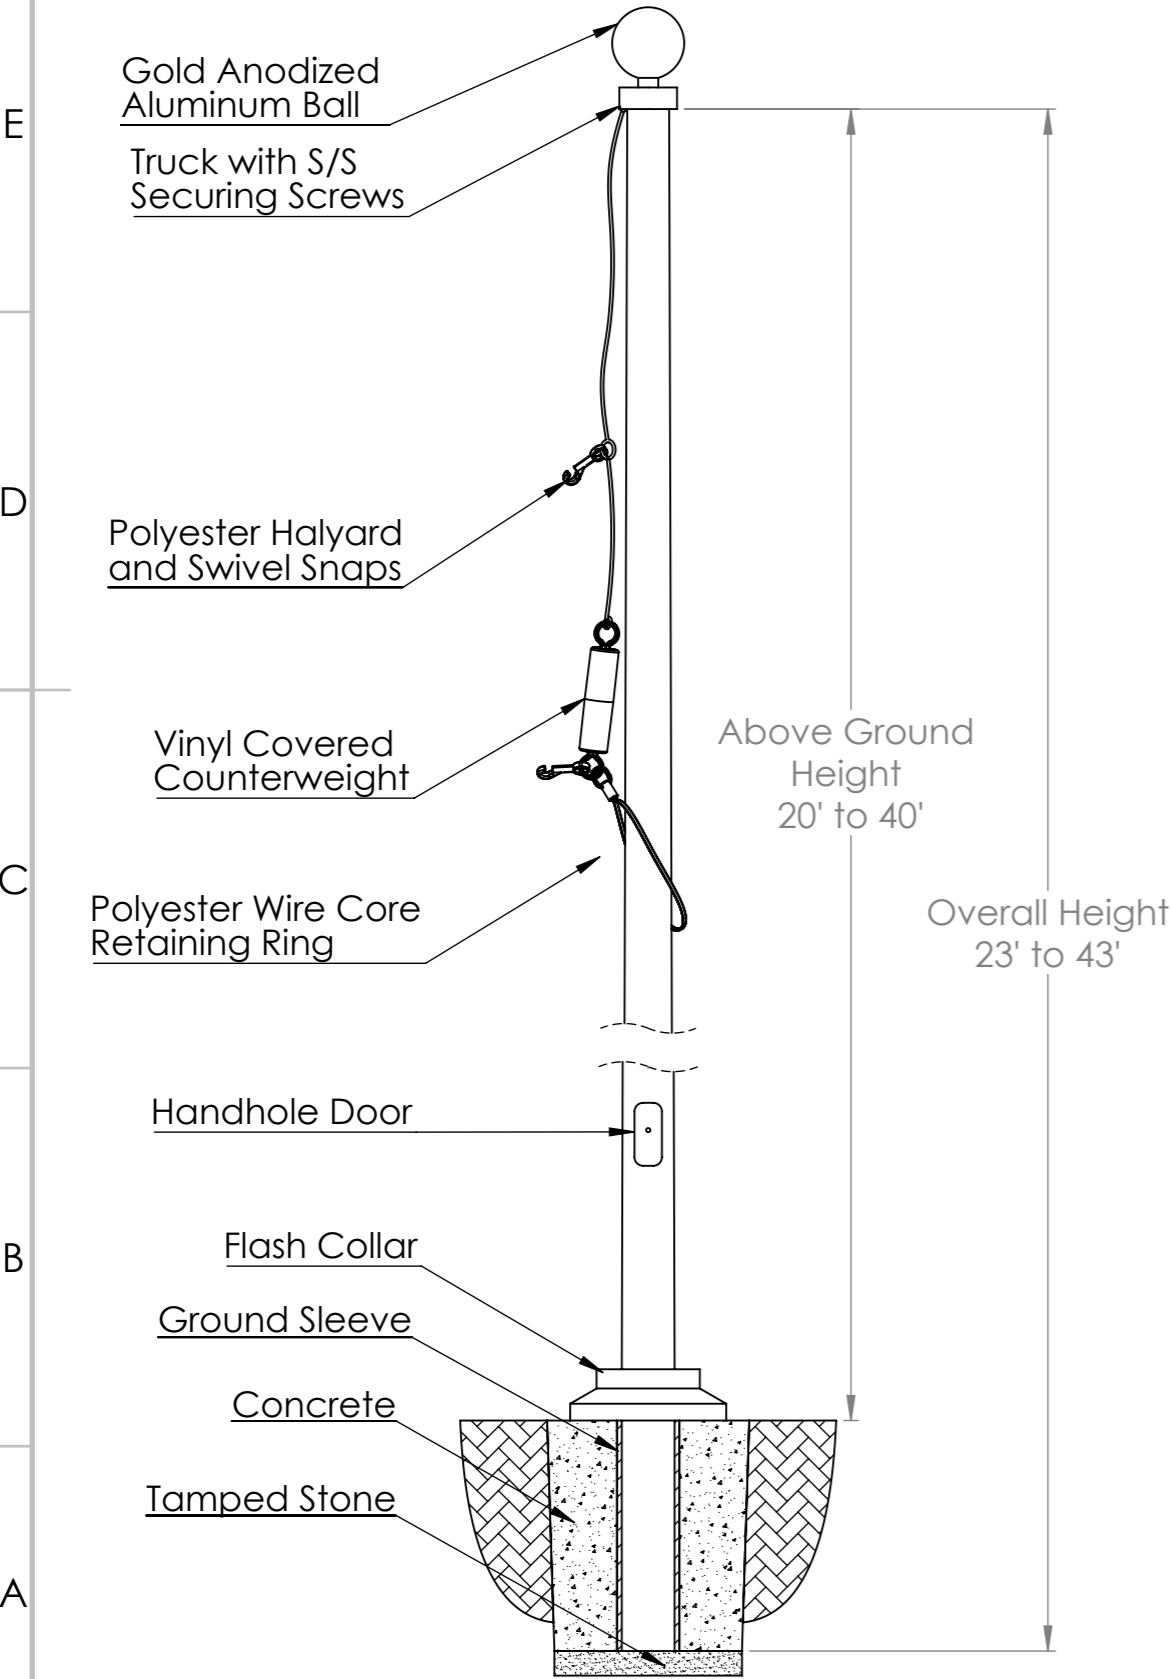 E
Gold Anodized
Aluminum Ball
Truck with S/S
Securing Screws
D
Polyester Halyard
and Swivel Snaps
Vinyl Covered
Counterweight
Above Ground
Height
20' to 40'
C
Polyester Wire Core
Retaining Ring
Overall Height
23' to 43'
Handhole Door
B
Flash Collar
Ground Sleeve
Concrete
Tamped Stone
A